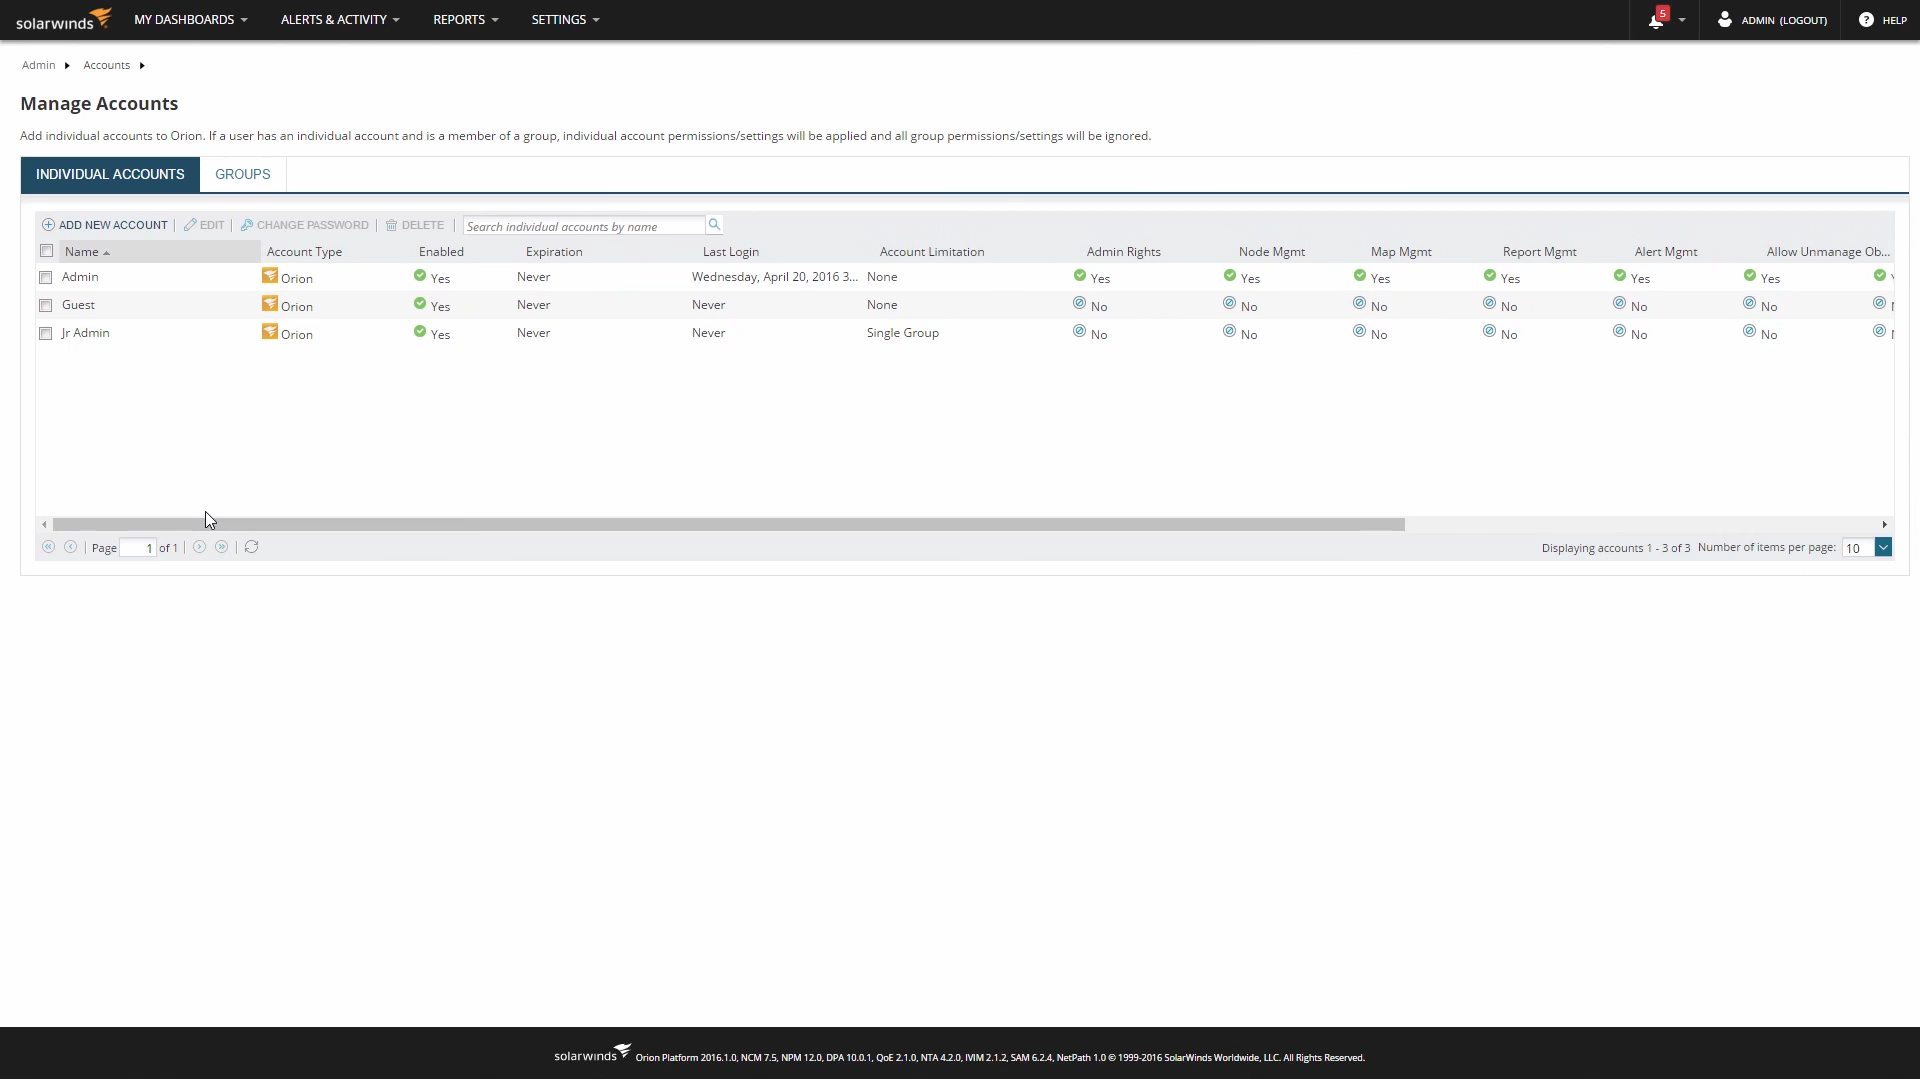 solarwinds MY DASHBOARDS ALERTS & ACTIVITY REPORTS SETTINGS 5 ADMIN (LOGOUT) ? HELP
Admin Accounts
Manage Accounts
Add individual accounts to Orion. If a user has an individual account and is a member of a group, individual account permissions/settings will be applied and all group permissions/settings will be ignored.
INDIVIDUAL ACCOUNTS GROUPS
ADD NEW ACCOUNT | EDIT | CHANGE PASSWORD | DELETE | Search individual accounts by name
Name Account Type Enabled Expiration Last Login Account Limitation Admin Rights Node Mgmt Map Mgmt Report Mgmt Alert Mgmt Allow Unmanage Ob...
Admin Orion Yes Never Wednesday, April 20, 2016 3... None Yes Yes Yes Yes Yes Yes
Guest Orion Yes Never Never None No No No No No No
Jr Admin Orion Yes Never Never Single Group No No No No No No
Page 1 of 1 Displaying accounts 1 - 3 of 3 Number of items per page: 10
solarwinds Orion Platform 2016.1.0, NCM 7.5, NPM 12.0, DPA 10.0.1, QoE 2.1.0, NTA 4.2.0, IVIM 2.1.2, SAM 6.2.4, NetPath 1.0 © 1999-2016 SolarWinds Worldwide, LLC. All Rights Reserved.